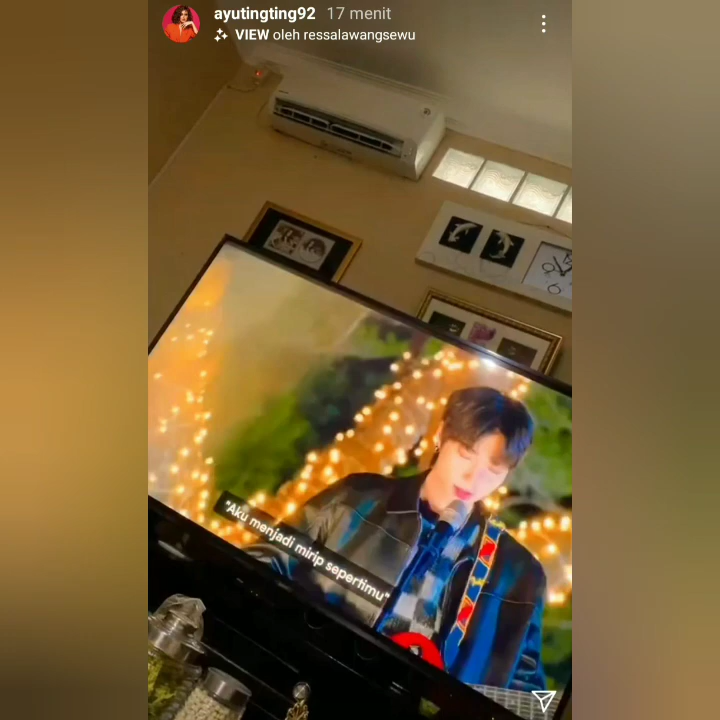 ayutingting92 17 menit
VIEW oleh ressalawangsewu
"Aku menjadi mirip sepertimu"